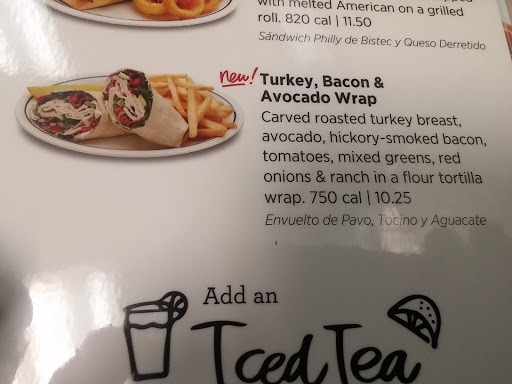 with melted American on a grilled
roll. 820 cal | 11.50
Sándwich Philly de Bistec y Queso Derretido
new! Turkey, Bacon &
Avocado Wrap
Carved roasted turkey breast,
avocado, hickory-smoked bacon,
tomatoes, mixed greens, red
onions & ranch in a flour tortilla
wrap. 750 cal | 10.25
Envuelto de Pavo, Tocino y Aguacate
Add an
Iced Tea